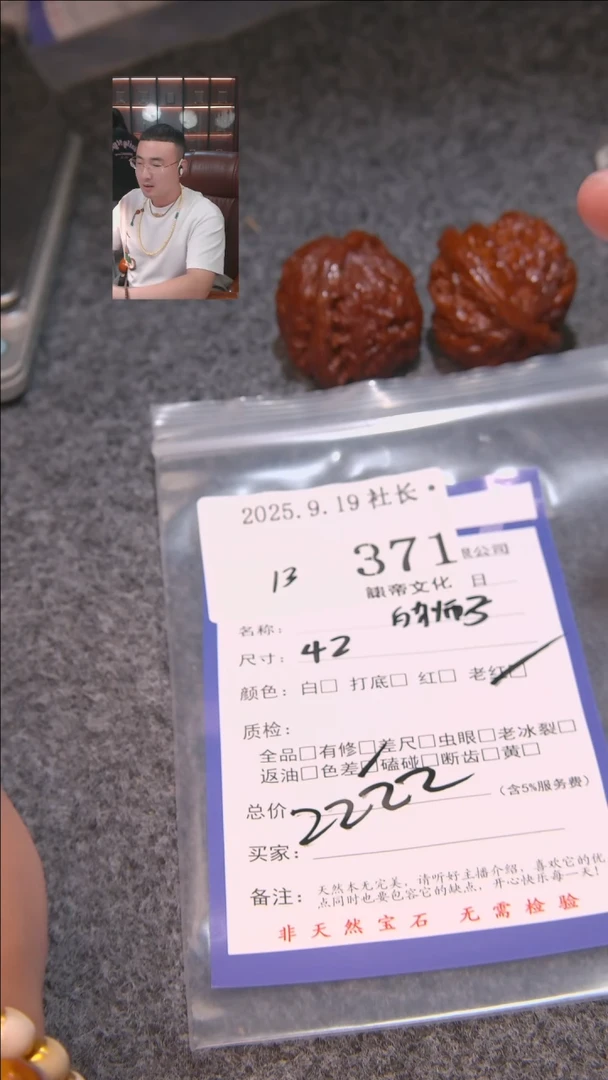 2025.9.19 社长·
371
13
康帝文化 日
名称:
尺寸: 42
颜色: 白□ 打底□ 红□ 老红□
质检:
全品□有修□差尺□虫眼□老冰裂□
返油□色差□磕碰□断齿□黄□
总价 2222 (含5%服务费)
买家:
备注: 天然本无完美, 请听好主播介绍, 喜欢它的优
点同时也要包容它的缺点, 开心快乐每一天!
非天然宝石 无需检验